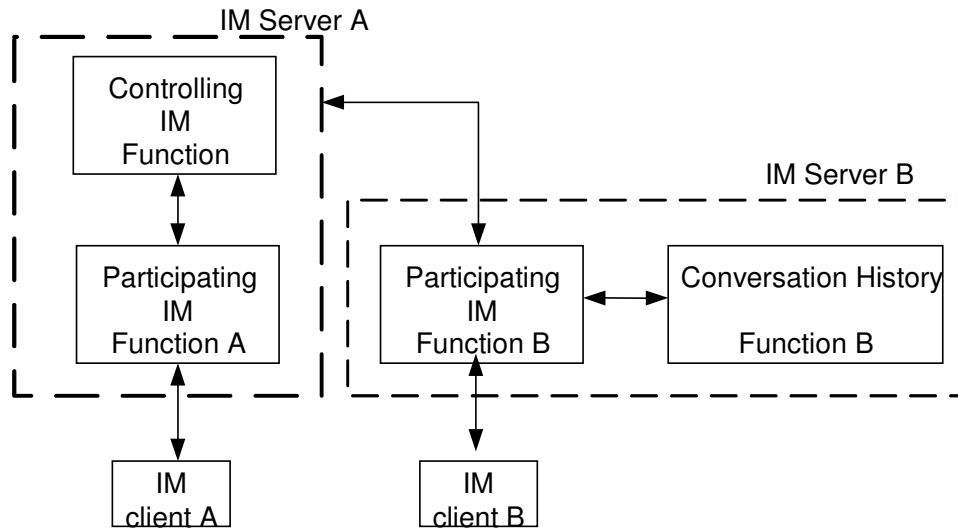 IM Server A
Controlling
IM
Function
IM Server B
Participating
IM
Function A
Participating
IM
Function B
Conversation History
Function B
IM
client A
IM
client B